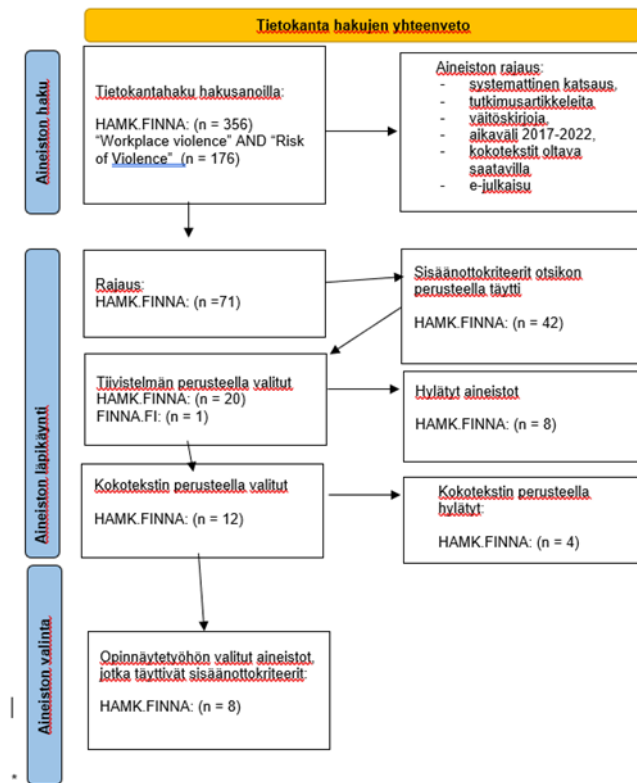 Tietokanta hakujen yhteenveto
Aineiston haku
Tietokantahaku hakusanoilla:
HAMK.FINNA: (n = 356)
“Workplace violence” AND “Risk
of Violence”  (n = 176)
Aineiston rajaus:
- systemattinen katsaus,
- tutkimusartikkeleita
- väitöskirjoja,
- aikaväli 2017-2022,
- kokotekstit oltava
saatavilla
- e-julkaisu
Aineiston läpikäynti
Rajaus:
HAMK.FINNA: (n =71)
Sisäänottokriteerit otsikon
perusteella täytti
HAMK.FINNA: (n = 42)
Tiivistelmän perusteella valitut
HAMK.FINNA: (n = 20)
FINNA.FI: (n = 1)
Hylätyt aineistot
HAMK.FINNA: (n = 8)
Kokotekstin perusteella valitut
HAMK.FINNA: (n = 12)
Kokotekstin perusteella
hylätyt:
HAMK.FINNA: (n = 4)
Aineiston valinta
Opinnäytetyöhön valitut aineistot,
jotka täyttivät sisäänottokriteerit:
HAMK.FINNA: (n = 8)
*